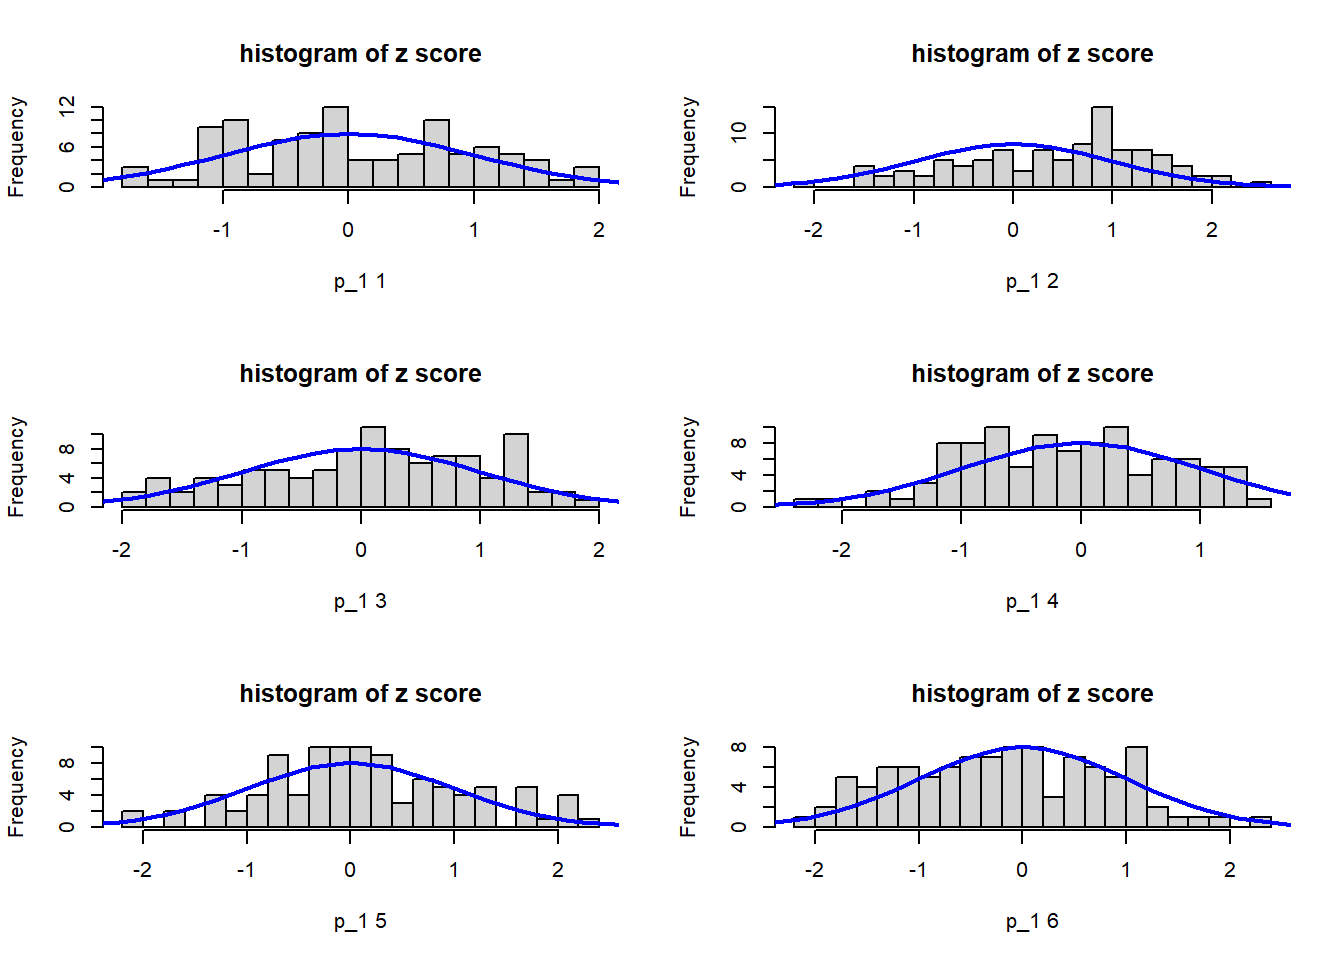 histogram of z score
Frequency
0 6 12
-1 0 1 2
p_1 1
histogram of z score
Frequency
0 10
-2 -1 0 1 2
p_1 2
histogram of z score
Frequency
0 4 8
-2 -1 0 1 2
p_1 3
histogram of z score
Frequency
0 4 8
-2 -1 0 1
p_1 4
histogram of z score
Frequency
0 4 8
-2 -1 0 1 2
p_1 5
histogram of z score
Frequency
0 4 8
-2 -1 0 1 2
p_1 6